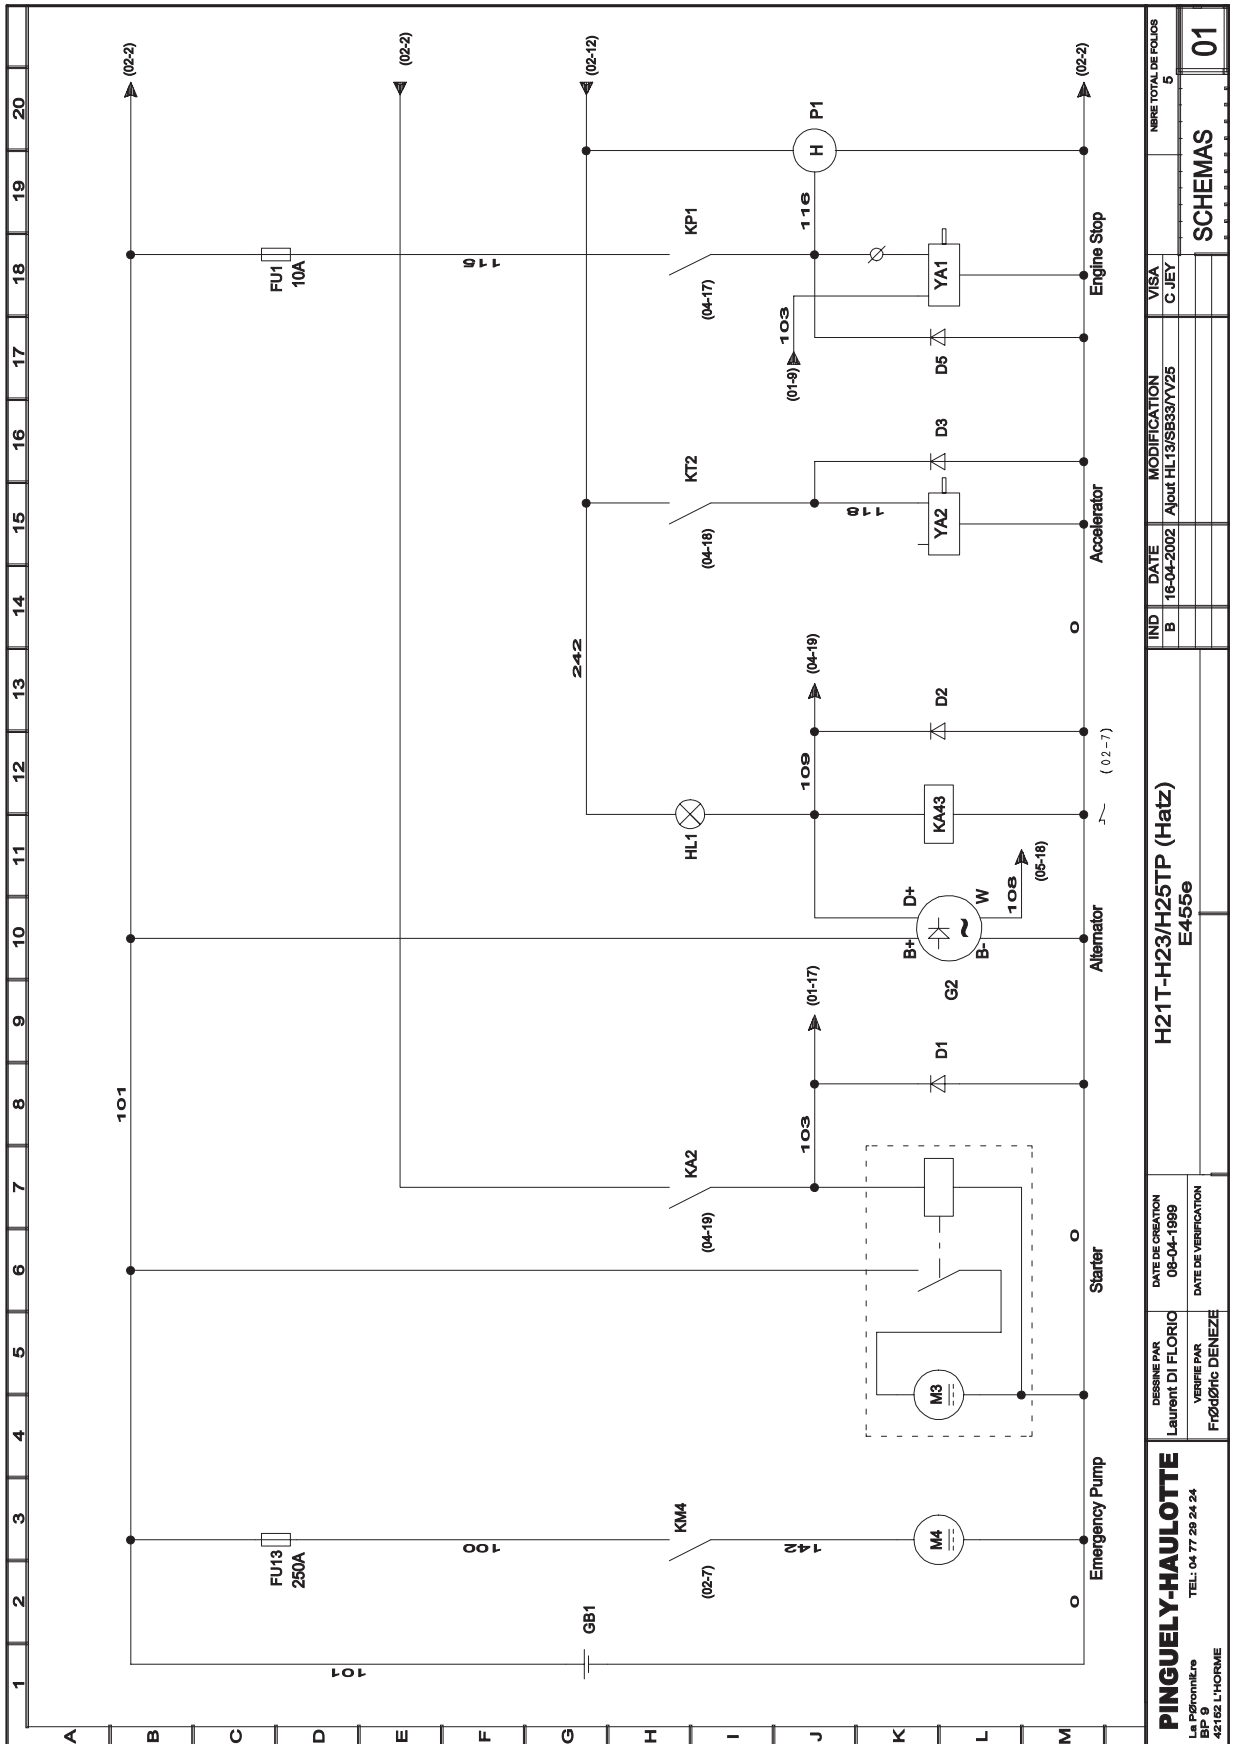 1 2 3 4 5 6 7 8 9 10 11 12 13 14 15 16 17 18 19 20
A
B
C
D
E
F
G
H
I
J
K
L
M
101
101
(02-2)
(02-2)
FU13
250A
FU1
10A
100
115
242
(02-12)
GB1
KM4
(02-7)
KA2
(04-19)
HL1
KT2
(04-18)
KP1
(04-17)
142
103
(01-17)
109
(04-19)
(01-9)
103
116
P1
H
118
M4
M3
D1
G2
B+
D+
B-
W
~
108
(05-18)
KA43
D2
YA2
D3
D5
YA1
0
0
0
(02-2)
Emergency Pump
Starter
Alternator
(02-7)
Accelerator
Engine Stop
PINGUELY-HAULOTTE
La PØronniŁre
BP 9
42152 L'HORME
TEL: 04 77 29 24 24
DESSINE PAR
Laurent DI FLORIO
VERIFIE PAR
FrØdØric DENEZE
DATE DE CREATION
08-04-1999
DATE DE VERIFICATION
H21T-H23/H25TP (Hatz)
E455e
IND
B
DATE
16-04-2002
MODIFICATION
Ajout HL13/SB33/YV25
VISA
C JEY
NBRE TOTAL DE FOLIOS
5
SCHEMAS
01